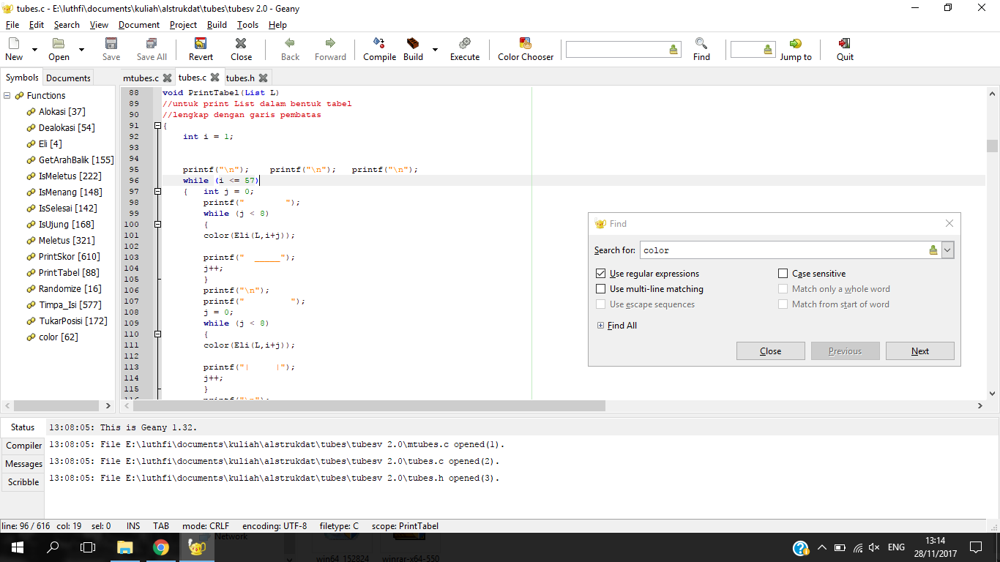 tubes.c - E:\luthfi\documents\kuliah\alstrukdat\tubes\tubesv 2.0 - Geany
File Edit Search View Document Project Build Tools Help
New Open Save Save All Revert Close Back Forward Compile Build Execute Color Chooser Find Jump to Quit
Symbols Documents
mtubes.c tubes.c tubes.h
Functions
Alokasi [37]
Dealokasi [54]
Eli [4]
GetArahBalik [155]
IsMeletus [222]
IsMenang [148]
IsSelesai [142]
IsUjung [168]
Meletus [321]
PrintSkor [610]
PrintTabel [88]
Randomize [16]
Timpa_Isi [577]
TukarPosisi [172]
color [62]
88 void PrintTabel(List L)
89 //untuk print List dalam bentuk tabel
90 //lengkap dengan garis pembatas
91 {
92     int i = 1;
93
94
95     printf("\n");    printf("\n");   printf("\n");
96     while (i <= 57)
97     {   int j = 0;
98         printf("        ");
99         while (j < 8)
100         {
101         color(Eli(L,i+j));
102
103         printf("  _____");
104         j++;
105         }
106         printf("\n");
107         printf("         ");
108         j = 0;
109         while (j < 8)
110         {
111         color(Eli(L,i+j));
112
113         printf("|     |");
114         j++;
115         }
116         printf("\n");
Find
Search for: color
Use regular expressions Case sensitive
Use multi-line matching Match only a whole word
Use escape sequences Match from start of word
Find All
Close Previous Next
Status
Compiler
Messages
Scribble
13:08:05: This is Geany 1.32.
13:08:05: File E:\luthfi\documents\kuliah\alstrukdat\tubes\tubesv 2.0\mtubes.c opened(1).
13:08:05: File E:\luthfi\documents\kuliah\alstrukdat\tubes\tubesv 2.0\tubes.c opened(2).
13:08:05: File E:\luthfi\documents\kuliah\alstrukdat\tubes\tubesv 2.0\tubes.h opened(3).
line: 96 / 616 col: 19 sel: 0 INS TAB mode: CRLF encoding: UTF-8 filetype: C scope: PrintTabel
Network
win64_152824 winrar-x64-550
ENG
13:14
28/11/2017